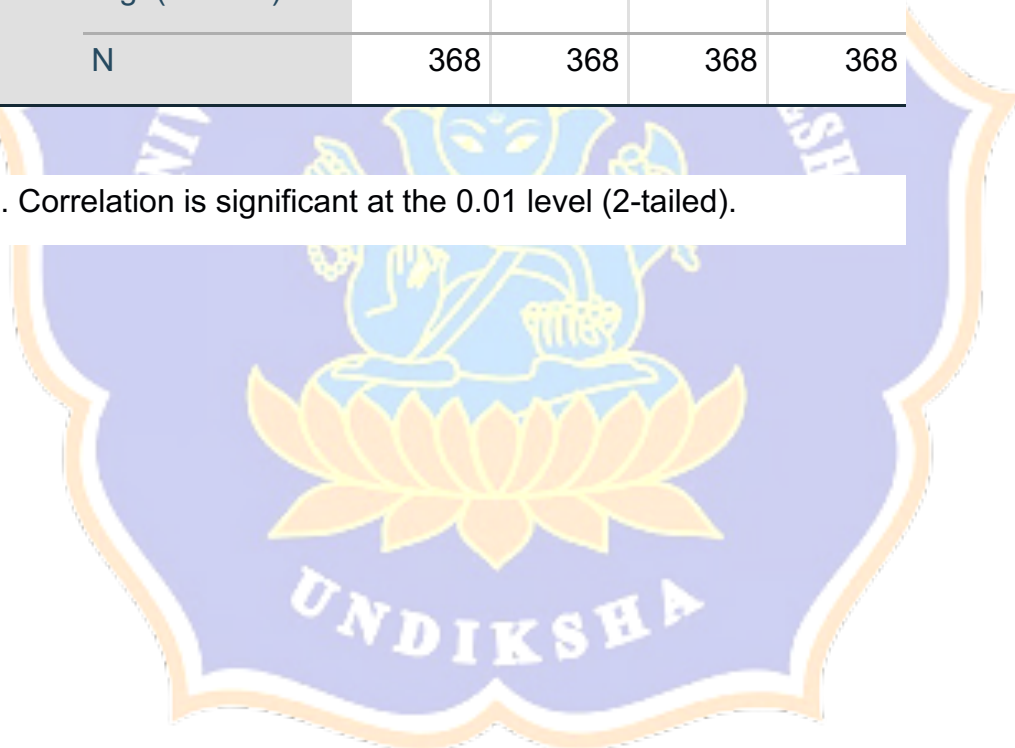 N 368 368 368 368
. Correlation is significant at the 0.01 level (2-tailed).
UNDIKSHA